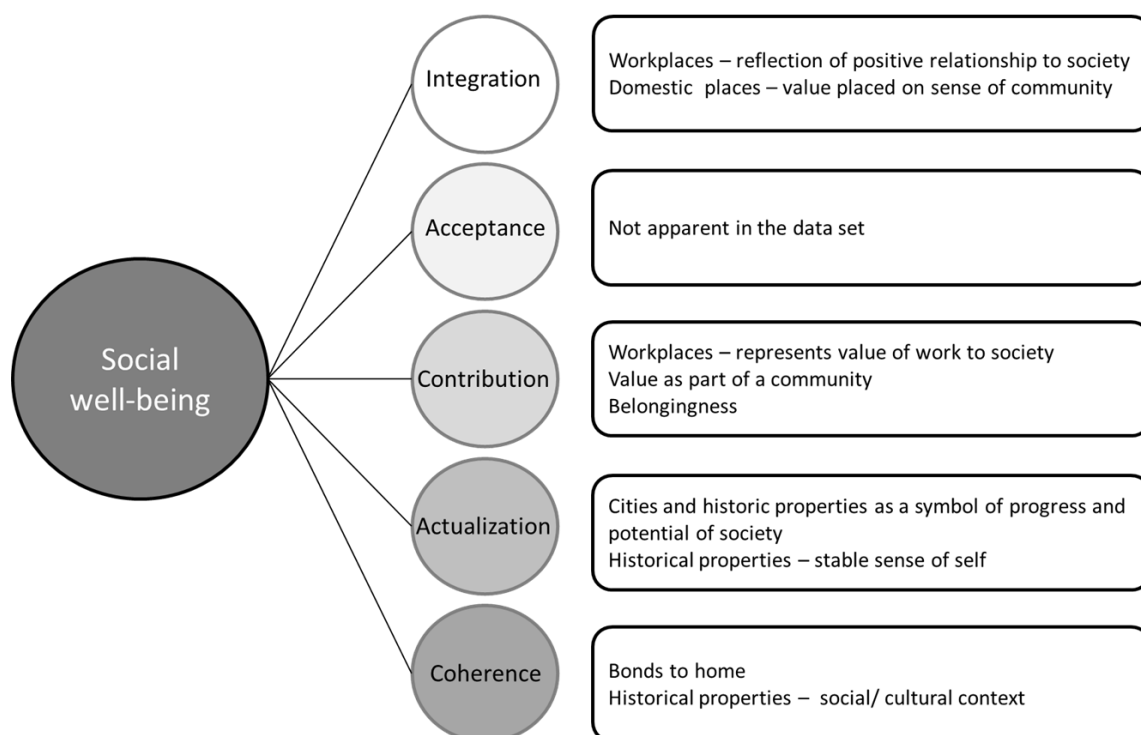 Social
well-being
Integration
Workplaces – reflection of positive relationship to society
Domestic places – value placed on sense of community
Acceptance
Not apparent in the data set
Contribution
Workplaces – represents value of work to society
Value as part of a community
Belongingness
Actualization
Cities and historic properties as a symbol of progress and
potential of society
Historical properties – stable sense of self
Coherence
Bonds to home
Historical properties – social/ cultural context